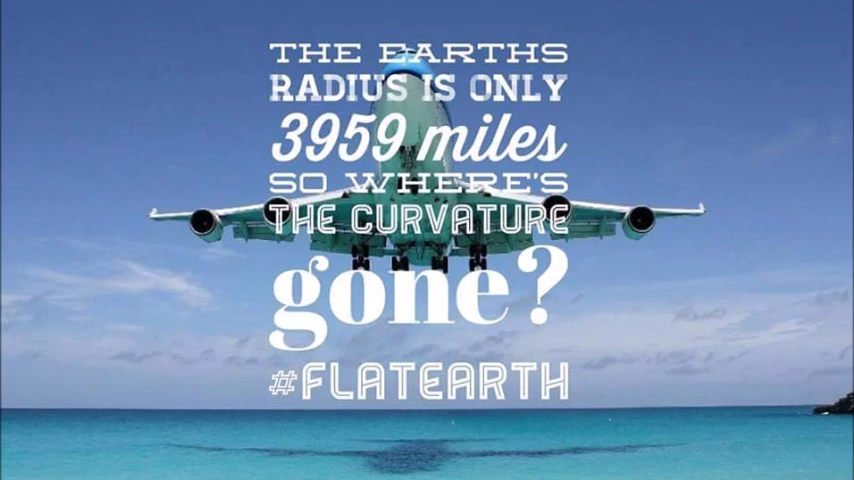 THE EARTHS
RADIUS IS ONLY
3959 miles
SO WHERE'S
THE CURVATURE
gone?
#FLATEARTH